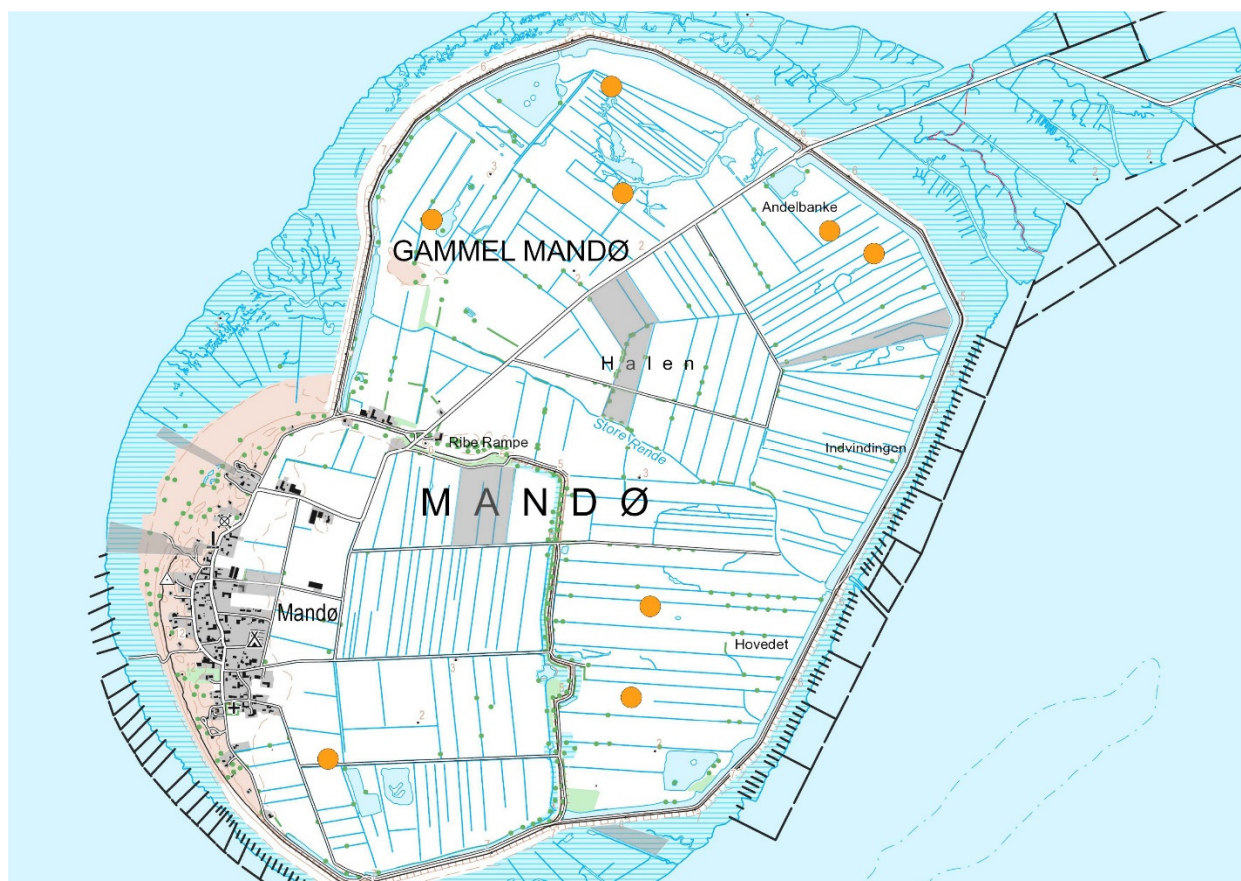 Andelbanke
GAMMEL MANDØ
Halen
Store Rende
Ribe Rampe
Indvindingen
MANDØ
Mandø
Hovedet